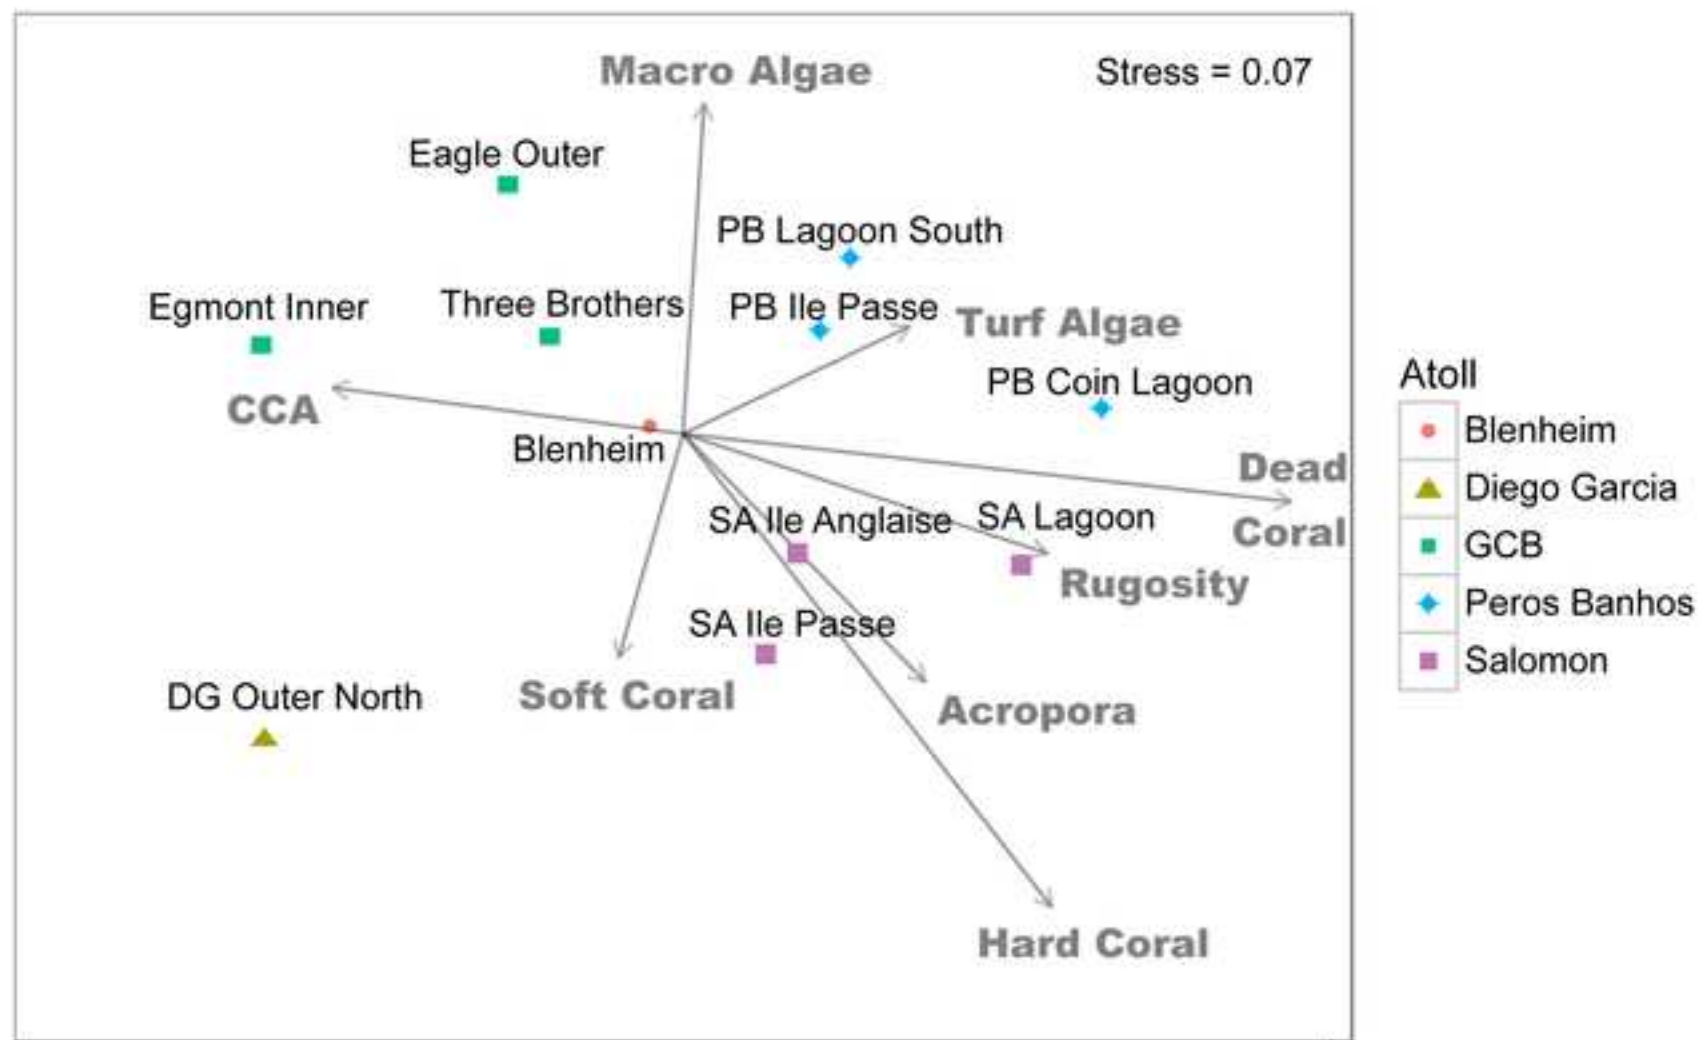 Macro Algae
Stress = 0.07
Eagle Outer
PB Lagoon South
Egmont Inner
Three Brothers
PB Ile Passe
Turf Algae
PB Coin Lagoon
CCA
Blenheim
Dead
Coral
SA Ile Anglaise
SA Lagoon
Rugosity
SA Ile Passe
Soft Coral
DG Outer North
Acropora
Hard Coral
Atoll
Blenheim
Diego Garcia
GCB
Peros Banhos
Salomon